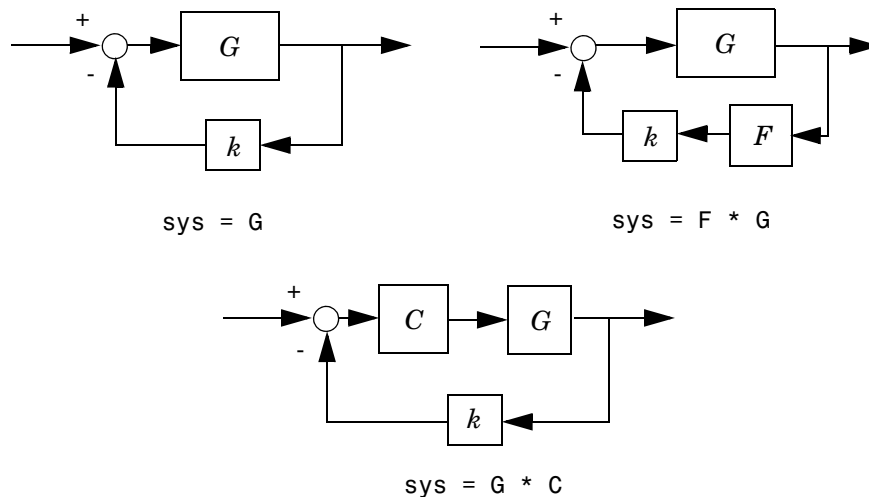 +
G
-
k
sys = G
+
G
-
k
F
sys = F * G
+
C
G
-
k
sys = G * C